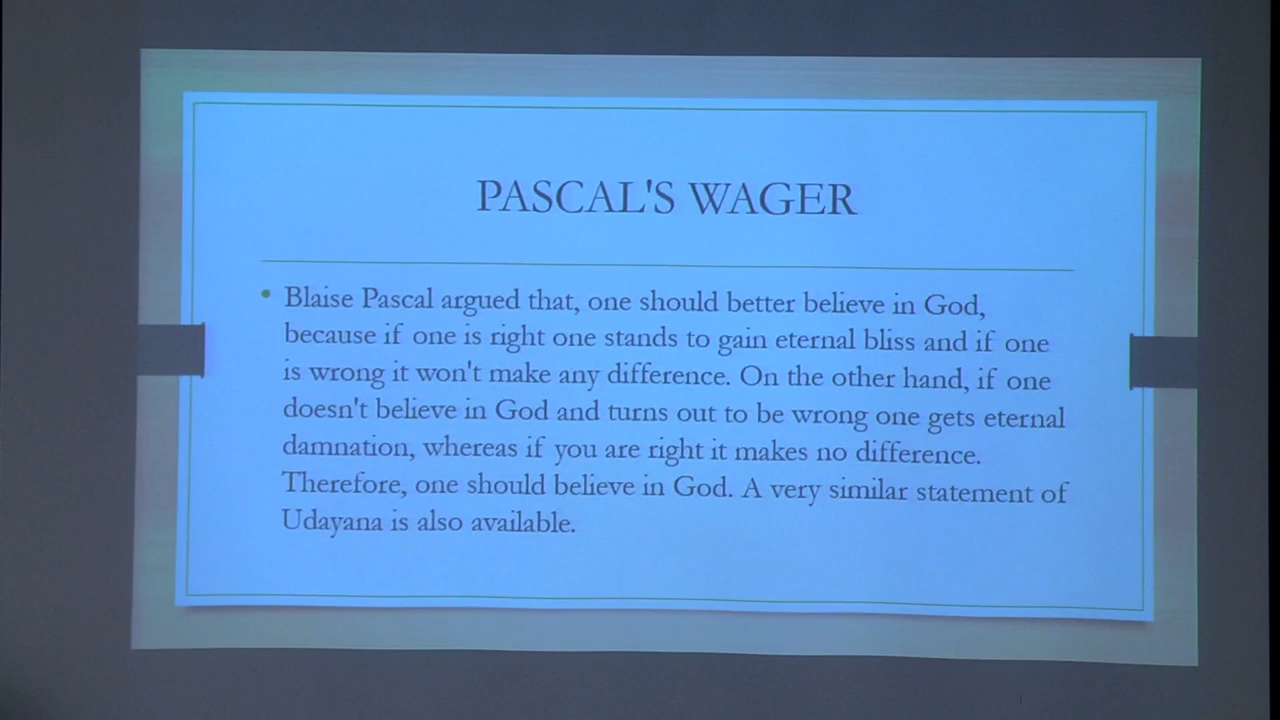 PASCAL'S WAGER
• Blaise Pascal argued that, one should better believe in God,
because if one is right one stands to gain eternal bliss and if one
is wrong it won't make any difference. On the other hand, if one
doesn't believe in God and turns out to be wrong one gets eternal
damnation, whereas if you are right it makes no difference.
Therefore, one should believe in God. A very similar statement of
Udayana is also available.